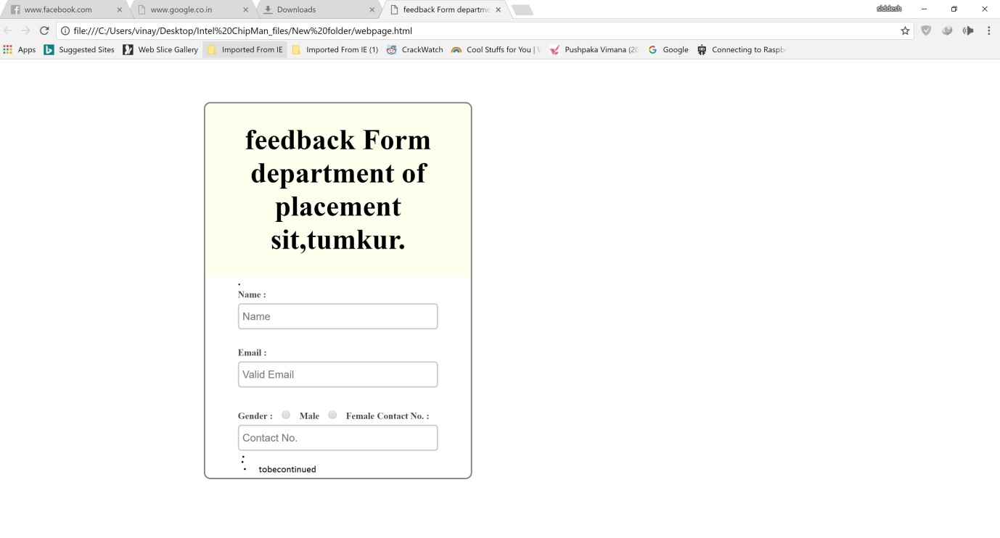 www.facebook.com www.google.co.in Downloads feedback Form departme siddesh
file:///C:/Users/vinay/Desktop/Intel%20ChipMan_files/New%20folder/webpage.html
Apps Suggested Sites Web Slice Gallery Imported From IE Imported From IE (1) CrackWatch Cool Stuffs for You | Pushpaka Vimana (20 Google Connecting to Raspb
feedback Form
department of
placement
sit,tumkur.
Name :
Name
Email :
Valid Email
Gender : Male Female Contact No. :
Contact No.
tobecontinued